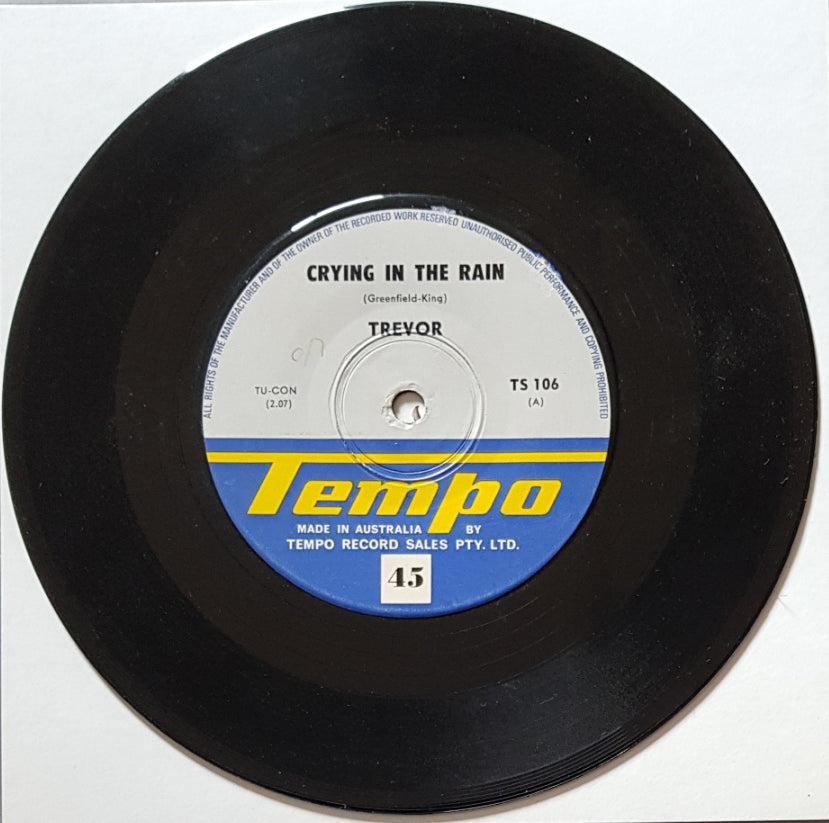 ALL RIGHTS OF THE MANUFACTURER AND OF THE OWNER OF THE RECORDED WORK RESERVED UNAUTHORISED PUBLIC PERFORMANCE AND COPYING PROHIBITED
CRYING IN THE RAIN
(Greenfield-King)
TREVOR
TU-CON
(2.07)
TS 106
(A)
Tempo
MADE IN AUSTRALIA BY
TEMPO RECORD SALES PTY. LTD.
45